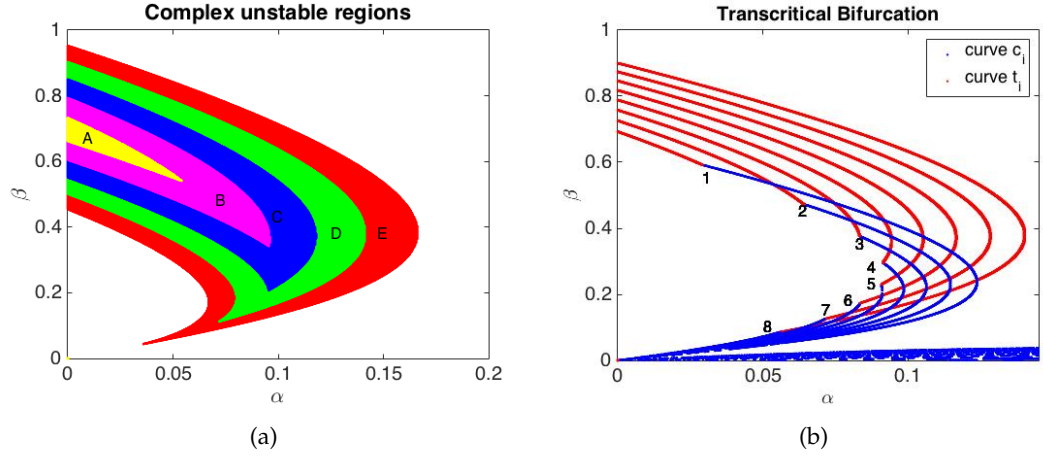 Complex unstable regions
1
0.8
0.6
0.4
0.2
0
β
A
B
C
D
E
0
0.05
0.1
0.15
0.2
α
(a)
Transcritical Bifurcation
1
0.8
0.6
0.4
0.2
0
β
curve c_i
curve t_i
1
2
3
4
5
6
7
8
0
0.05
0.1
α
(b)